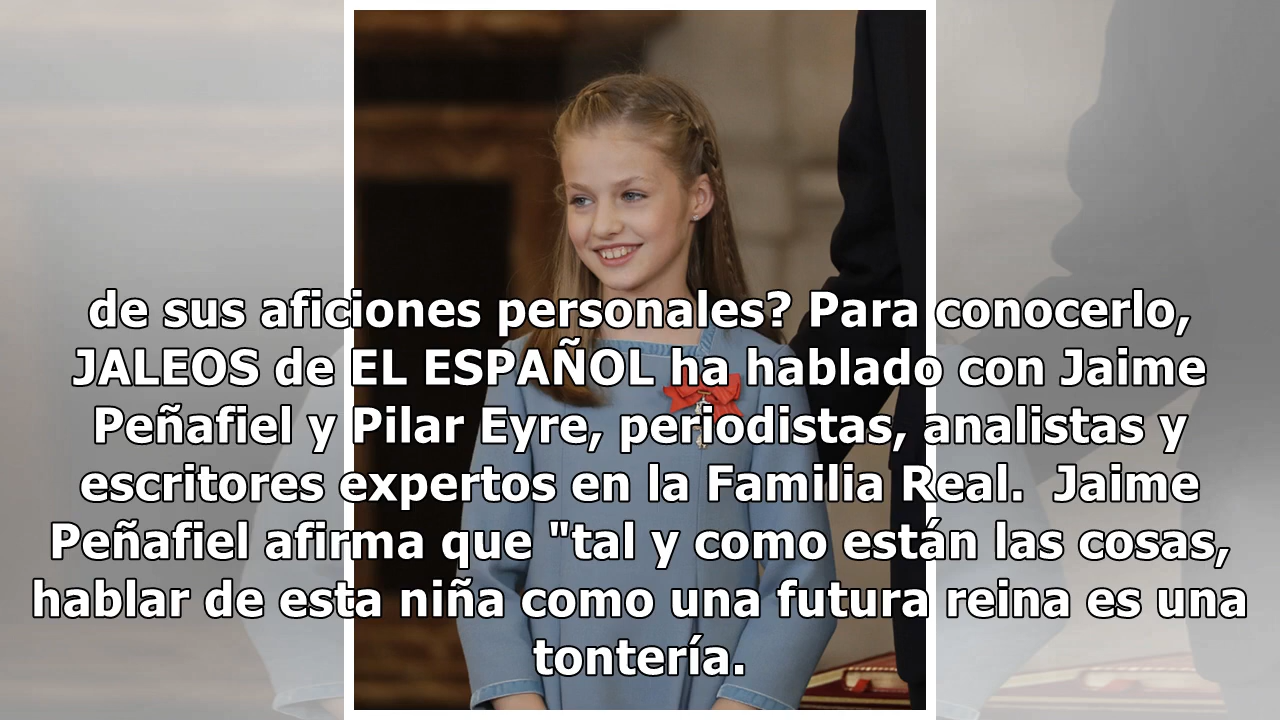 de sus aficiones personales? Para conocerlo,
JALEOS de EL ESPAÑOL ha hablado con Jaime
Peñafiel y Pilar Eyre, periodistas, analistas y
escritores expertos en la Familia Real.  Jaime
Peñafiel afirma que "tal y como están las cosas,
hablar de esta niña como una futura reina es una
tontería.